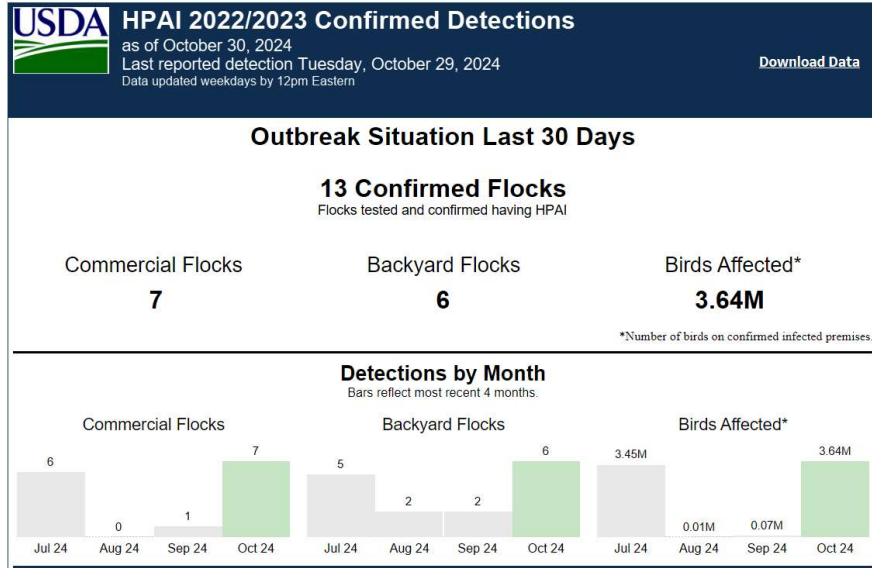 USDA
HPAI 2022/2023 Confirmed Detections
as of October 30, 2024
Last reported detection Tuesday, October 29, 2024
Data updated weekdays by 12pm Eastern
Download Data
Outbreak Situation Last 30 Days
13 Confirmed Flocks
Flocks tested and confirmed having HPAI
Commercial Flocks
7
Backyard Flocks
6
Birds Affected*
3.64M
*Number of birds on confirmed infected premises.
Detections by Month
Bars reflect most recent 4 months.
Commercial Flocks
6
0
1
7
Jul 24 Aug 24 Sep 24 Oct 24
Backyard Flocks
5
2
2
6
Jul 24 Aug 24 Sep 24 Oct 24
Birds Affected*
3.45M
0.01M
0.07M
3.64M
Jul 24 Aug 24 Sep 24 Oct 24